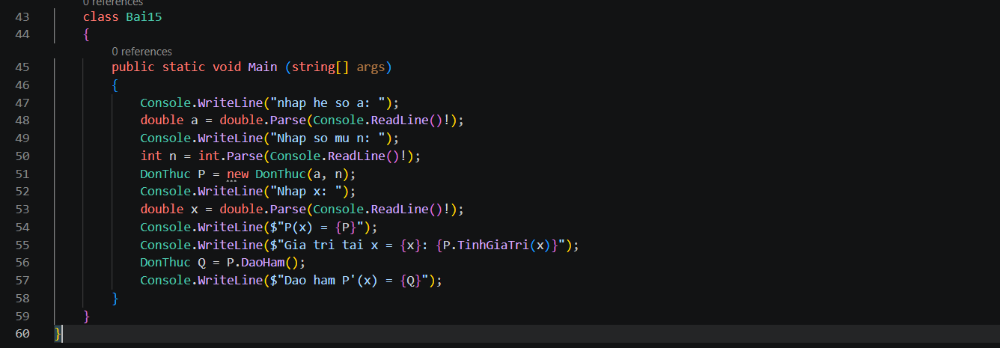 0 references
43 class Bai15
44 {
0 references
45 public static void Main (string[] args)
46 {
47 Console.WriteLine("nhap he so a: ");
48 double a = double.Parse(Console.ReadLine()!);
49 Console.WriteLine("Nhap so mu n: ");
50 int n = int.Parse(Console.ReadLine()!);
51 DonThuc P = new DonThuc(a, n);
52 Console.WriteLine("Nhap x: ");
53 double x = double.Parse(Console.ReadLine()!);
54 Console.WriteLine($"P(x) = {P}");
55 Console.WriteLine($"Gia tri tai x = {x}: {P.TinhGiaTri(x)}");
56 DonThuc Q = P.DaoHam();
57 Console.WriteLine($"Dao ham P'(x) = {Q}");
58 }
59 }
60 }